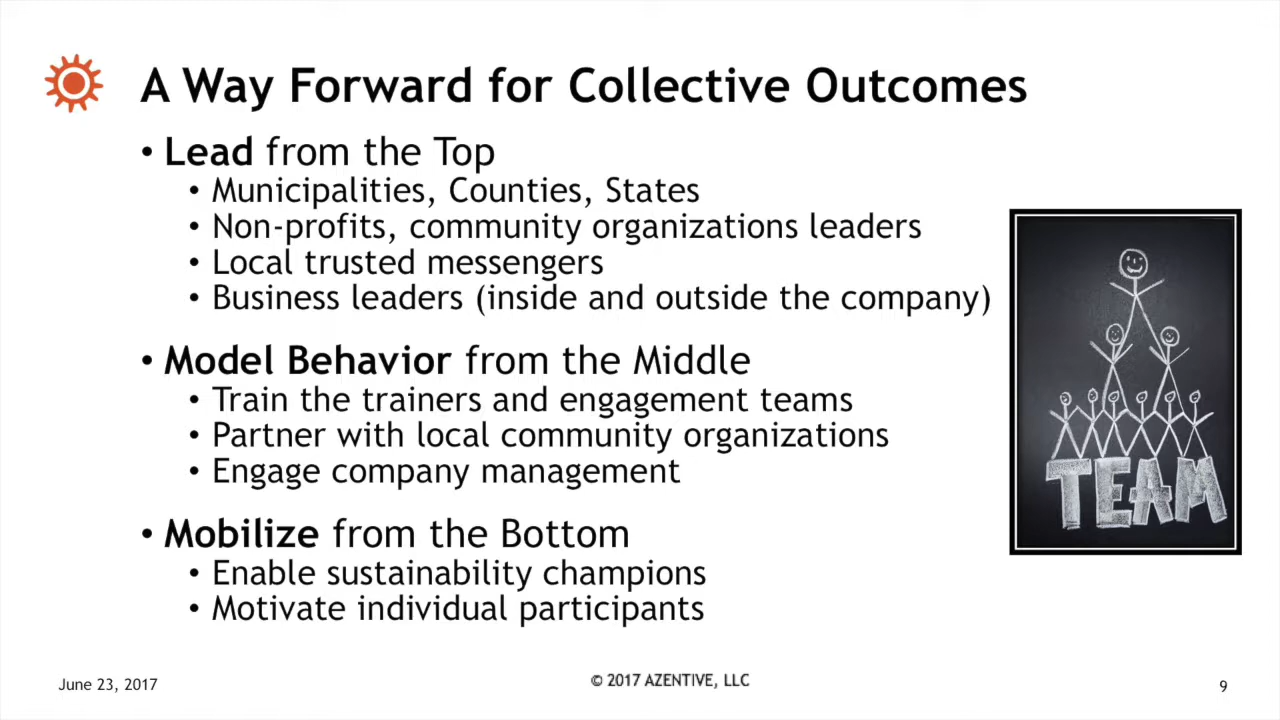 A Way Forward for Collective Outcomes
• Lead from the Top
• Municipalities, Counties, States
• Non-profits, community organizations leaders
• Local trusted messengers
• Business leaders (inside and outside the company)
• Model Behavior from the Middle
• Train the trainers and engagement teams
• Partner with local community organizations
• Engage company management
• Mobilize from the Bottom
• Enable sustainability champions
• Motivate individual participants
TEAM
June 23, 2017
© 2017 AZENTIVE, LLC
9